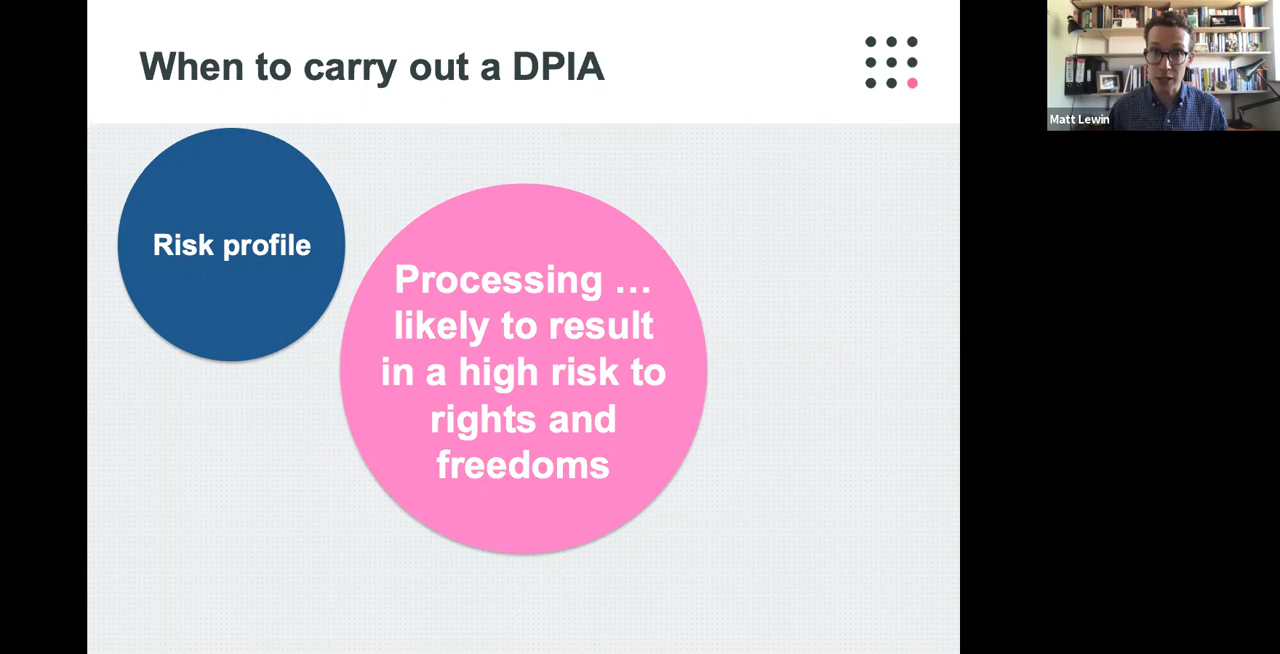 When to carry out a DPIA
Risk profile
Processing …
likely to result
in a high risk to
rights and
freedoms
Matt Lewin